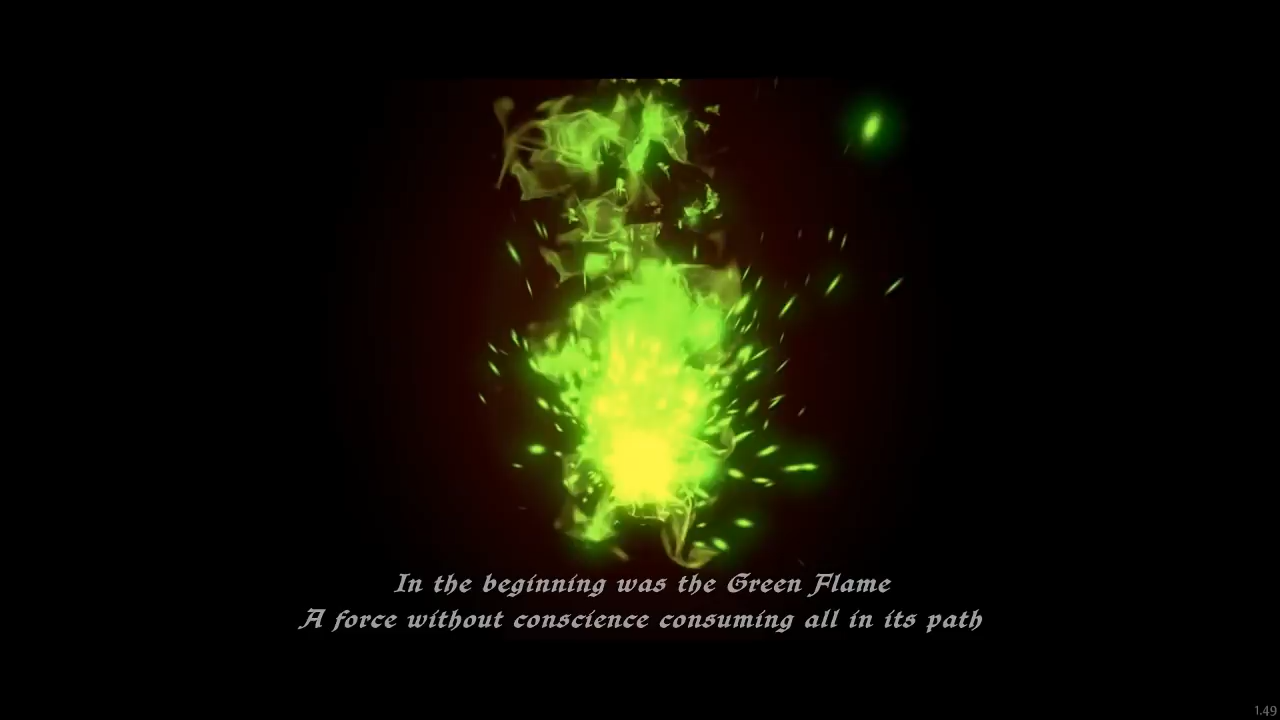 In the beginning was the Green Flame
A force without conscience consuming all in its path
1.49